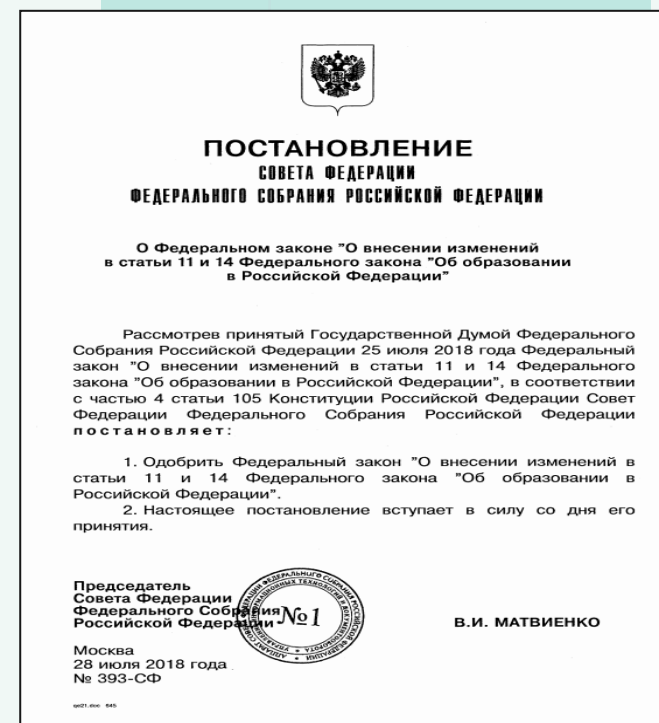 ПОСТАНОВЛЕНИЕ
СОВЕТА ФЕДЕРАЦИИ
ФЕДЕРАЛЬНОГО СОБРАНИЯ РОССИЙСКОЙ ФЕДЕРАЦИИ
О Федеральном законе "О внесении изменений
в статьи 11 и 14 Федерального закона "Об образовании
в Российской Федерации"
Рассмотрев принятый Государственной Думой Федерального
Собрания Российской Федерации 25 июля 2018 года Федеральный
закон "О внесении изменений в статьи 11 и 14 Федерального
закона "Об образовании в Российской Федерации", в соответствии
с частью 4 статьи 105 Конституции Российской Федерации Совет
Федерации Федерального Собрания Российской Федерации
постановляет:
1. Одобрить Федеральный закон "О внесении изменений в
статьи 11 и 14 Федерального закона "Об образовании в
Российской Федерации".
2. Настоящее постановление вступает в силу со дня его
принятия.
Председатель
Совета Федерации
Федерального Собрания
Российской Федерации
№1
В.И. МАТВИЕНКО
Москва
28 июля 2018 года
№ 393-СФ